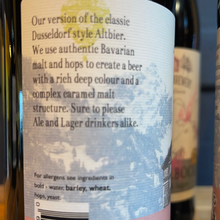 Our version of the classic
Dusseldorf style Altbier.
We use authentic Bavarian
malt and hops to create a beer
with a rich deep colour and a
complex caramel malt
structure. Sure to please
Ale and Lager drinkers alike.
For allergens see ingredients in
bold - water, barley, wheat,
hops, yeast.